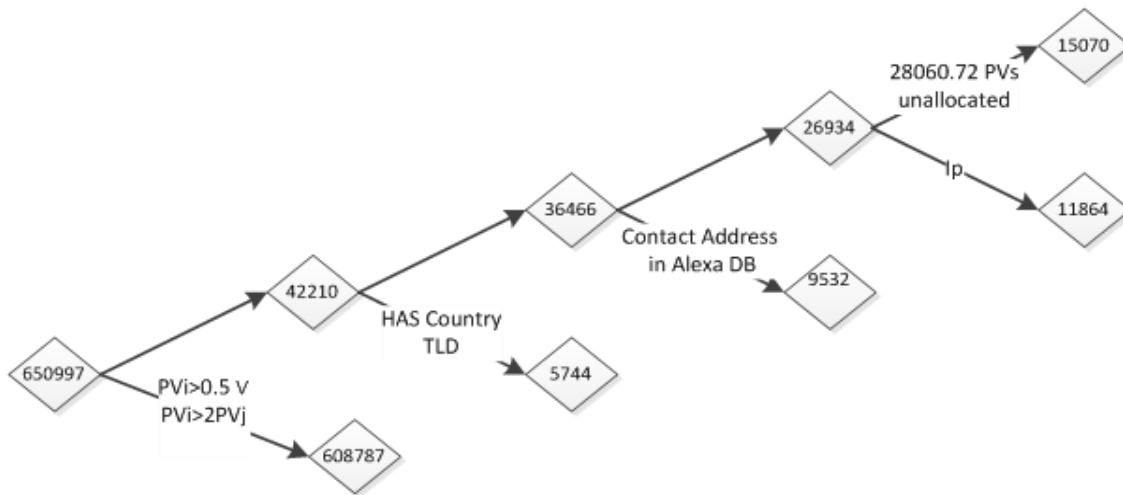 15070
28060.72 PVs
unallocated
26934
Ip
36466
11864
Contact Address
in Alexa DB
9532
42210
HAS Country
TLD
650997
5744
PVi>0.5 V
PVi>2PVj
608787